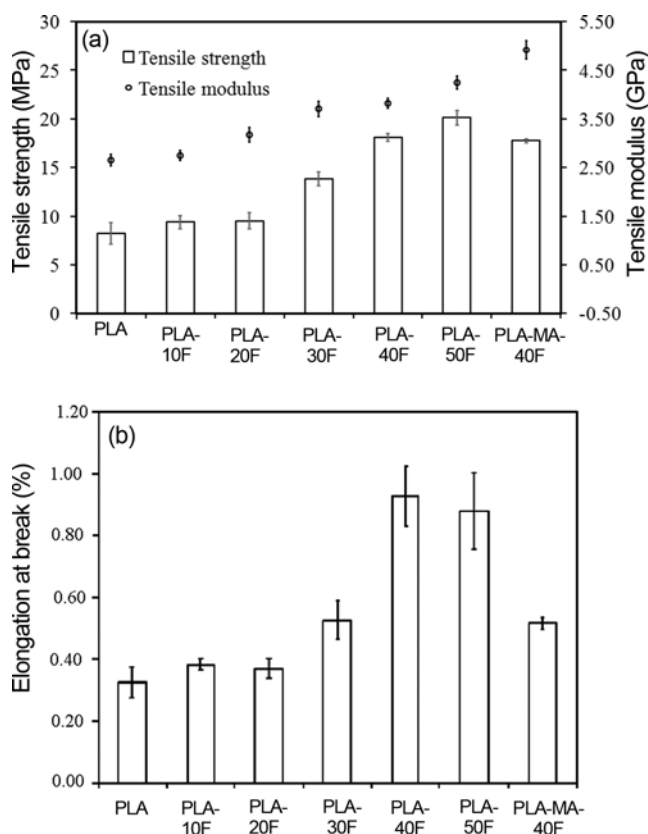 (a)
Tensile strength
Tensile modulus
Tensile strength (MPa)
30
25
20
15
10
5
0
Tensile modulus (GPa)
5.50
4.50
3.50
2.50
1.50
0.50
-0.50
PLA
PLA-
10F
PLA-
20F
PLA-
30F
PLA-
40F
PLA-
50F
PLA-MA-
40F
(b)
Elongation at break (%)
1.20
1.00
0.80
0.60
0.40
0.20
0.00
PLA
PLA-
10F
PLA-
20F
PLA-
30F
PLA-
40F
PLA-
50F
PLA-MA-
40F